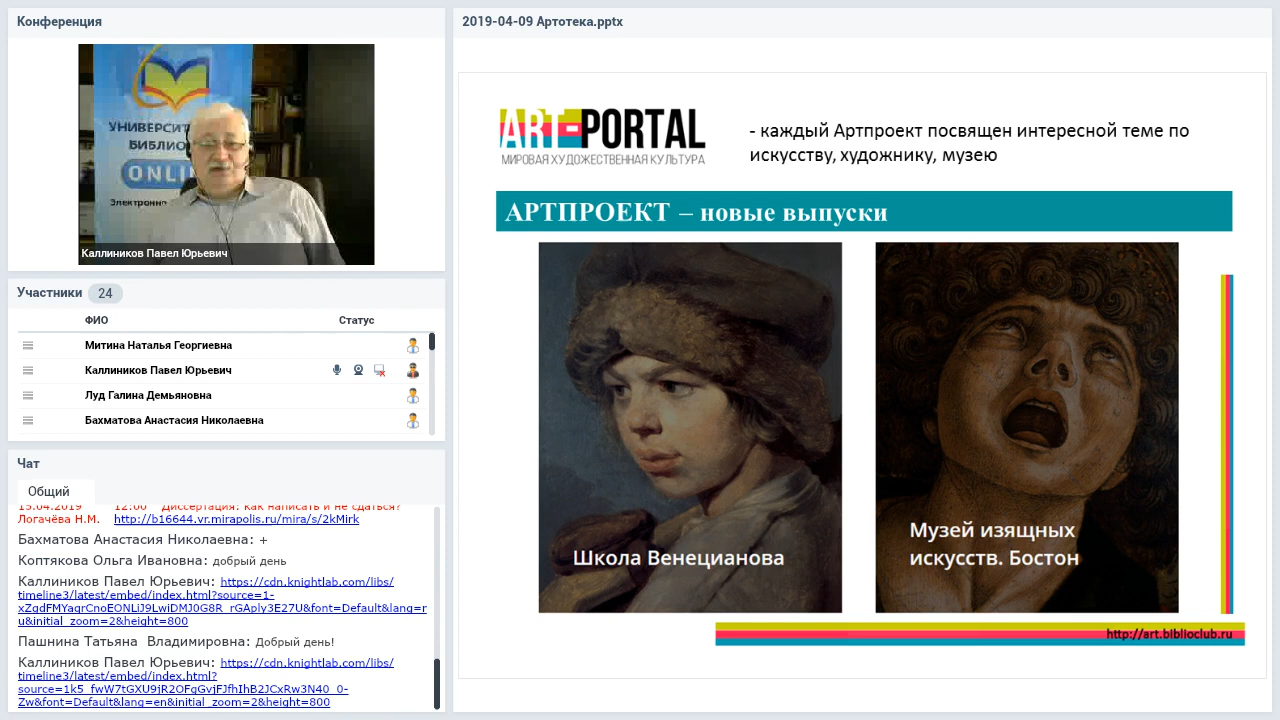 Конференция
УНИВЕРСИТ
БИБЛИО
ONLI
Электронно
Каллиников Павел Юрьевич
Участники 24
ФИО Статус
Митина Наталья Георгиевна
Каллиников Павел Юрьевич
Луд Галина Демьяновна
Бахматова Анастасия Николаевна
Чат
Общий
15.04.2019 12:00 Диссертация: как написать и не сдаться?
Логачёва Н.М. http://b16644.vr.mirapolis.ru/mira/s/2kMirk
Бахматова Анастасия Николаевна: +
Коптякова Ольга Ивановна: добрый день
Каллиников Павел Юрьевич: https://cdn.knightlab.com/libs/
timeline3/latest/embed/index.html?source=1-
xZgdFMYaqrCnoEONLiJ9LwiDMJ0G8R_rGAply3E27U&font=Default&lang=r
u&initial_zoom=2&height=800
Пашнина Татьяна Владимировна: Добрый день!
Каллиников Павел Юрьевич: https://cdn.knightlab.com/libs/
timeline3/latest/embed/index.html?
source=1k5_fwW7tGXU9jR2OFqGvjFJfhIhB2JCxRw3N40_0-
Zw&font=Default&lang=en&initial_zoom=2&height=800
2019-04-09 Артотека.pptx
ART-PORTAL
МИРОВАЯ ХУДОЖЕСТВЕННАЯ КУЛЬТУРА
- каждый Артпроект посвящен интересной теме по
искусству, художнику, музею
АРТПРОЕКТ – новые выпуски
Школа Венецианова
Музей изящных
искусств. Бостон
http://art.biblioclub.ru